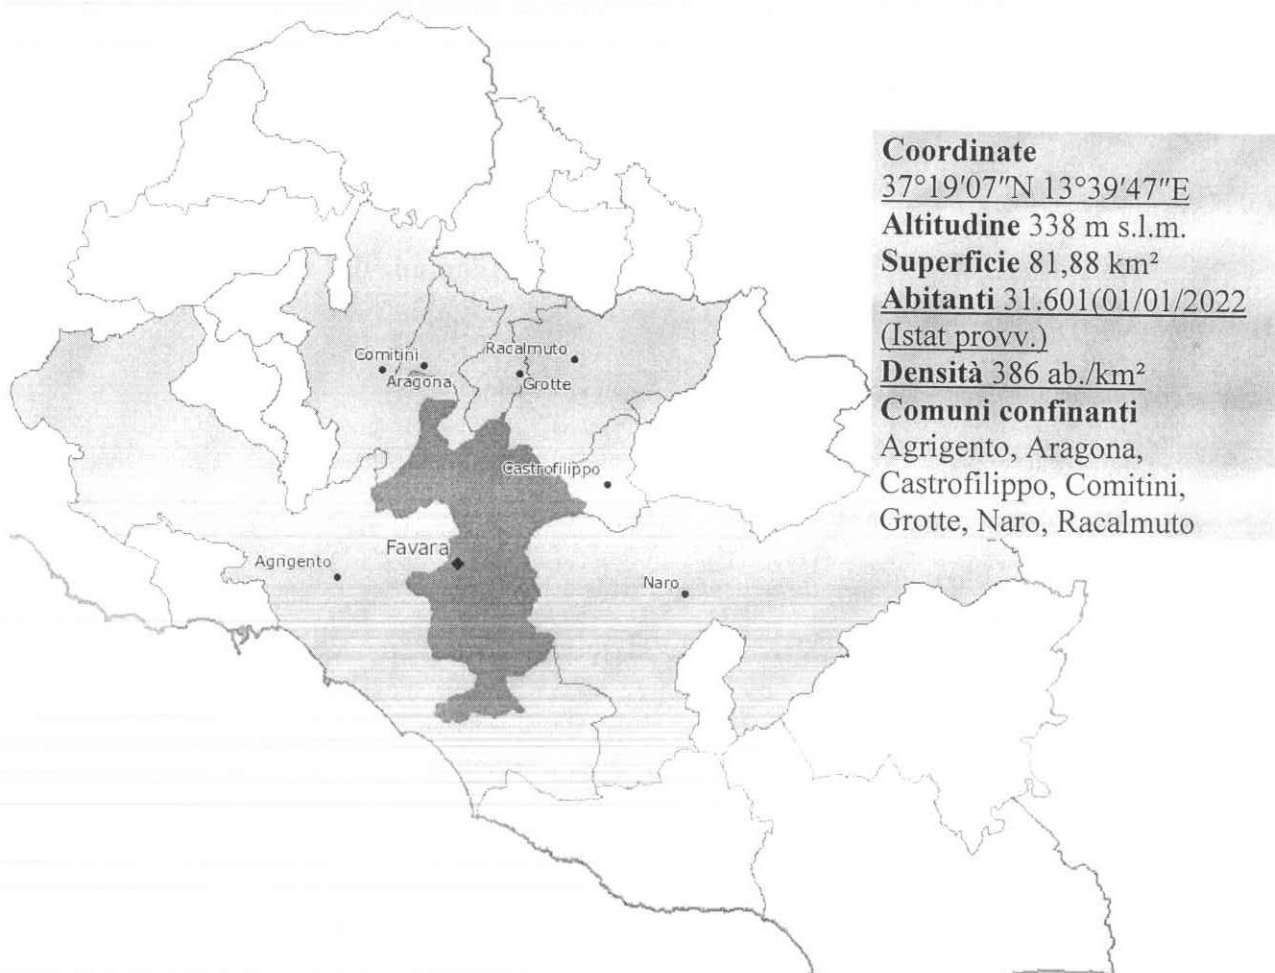 Coordinate
37°19'07"N 13°39'47"E
Altitudine 338 m s.l.m.
Superficie 81,88 km²
Abitanti 31.601(01/01/2022
(Istat provv.)
Densità 386 ab./km²
Comuni confinanti
Agrigento, Aragona,
Castrofilippo, Comitini,
Grotte, Naro, Racalmuto
Comitini
Aragona
Racalmuto
Grotte
Castrofilippo
Favara
Agrigento
Naro